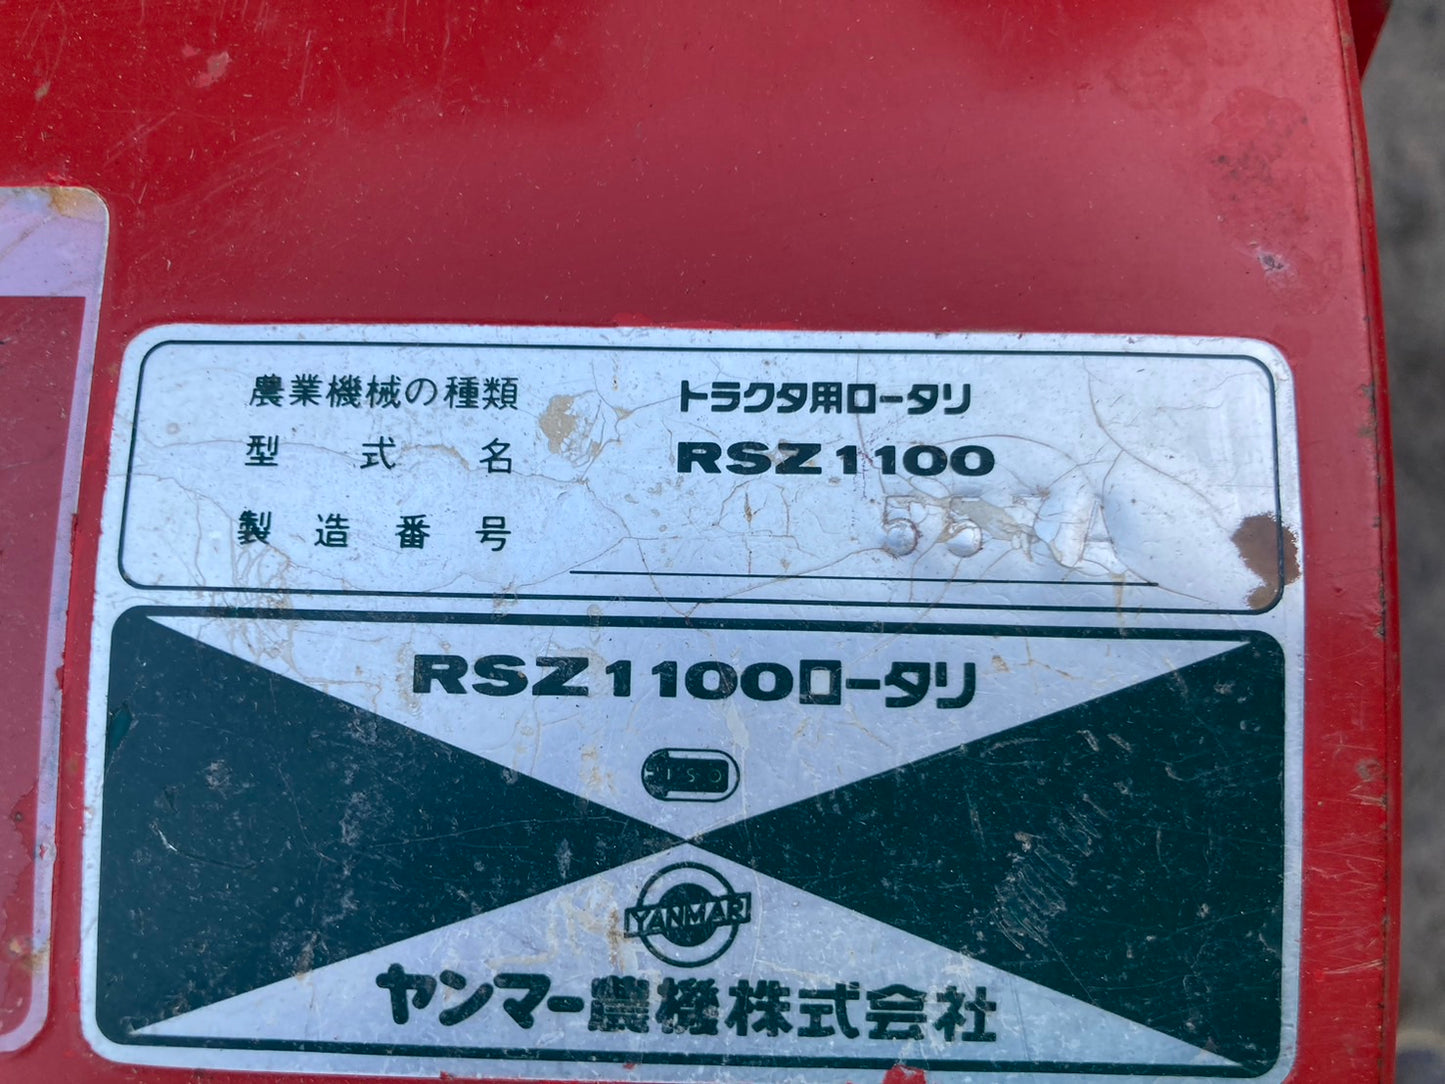 農業機械の種類 トラクタ用ロータリ
型式名 RSZ1100
製造番号
RSZ1100ロータリ
YANMAR
ヤンマー農機株式会社